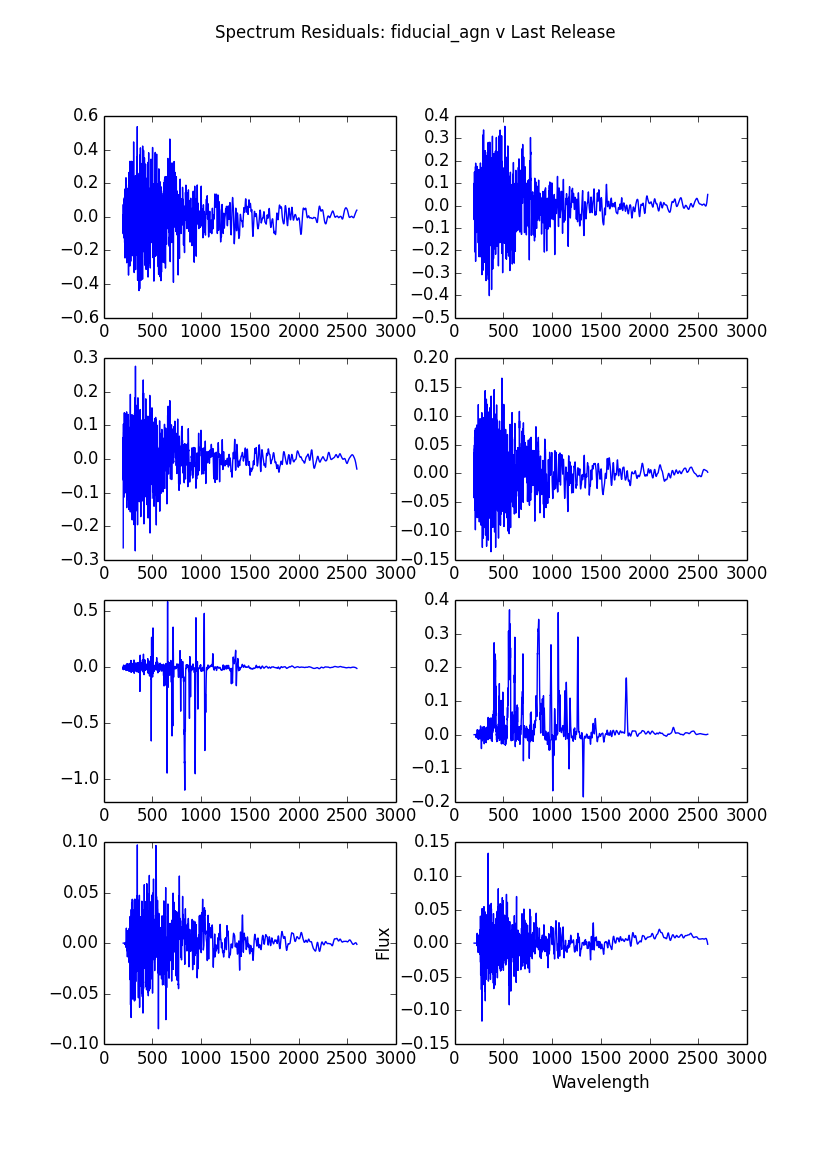 Spectrum Residuals: fiducial_agn v Last Release
0.6 0.4 0.2 0.0 −0.2 −0.4 −0.6
0 500 1000 1500 2000 2500 3000
0.4 0.3 0.2 0.1 0.0 −0.1 −0.2 −0.3 −0.4 −0.5
0 500 1000 1500 2000 2500 3000
0.3 0.2 0.1 0.0 −0.1 −0.2 −0.3
0 500 1000 1500 2000 2500 3000
0.20 0.15 0.10 0.05 0.00 −0.05 −0.10 −0.15
0 500 1000 1500 2000 2500 3000
0.5 0.0 −0.5 −1.0
0 500 1000 1500 2000 2500 3000
0.4 0.3 0.2 0.1 0.0 −0.1 −0.2
0 500 1000 1500 2000 2500 3000
0.10 0.05 0.00 −0.05 −0.10
0 500 1000 1500 2000 2500 3000
Flux
0.15 0.10 0.05 0.00 −0.05 −0.10 −0.15
0 500 1000 1500 2000 2500 3000
Wavelength